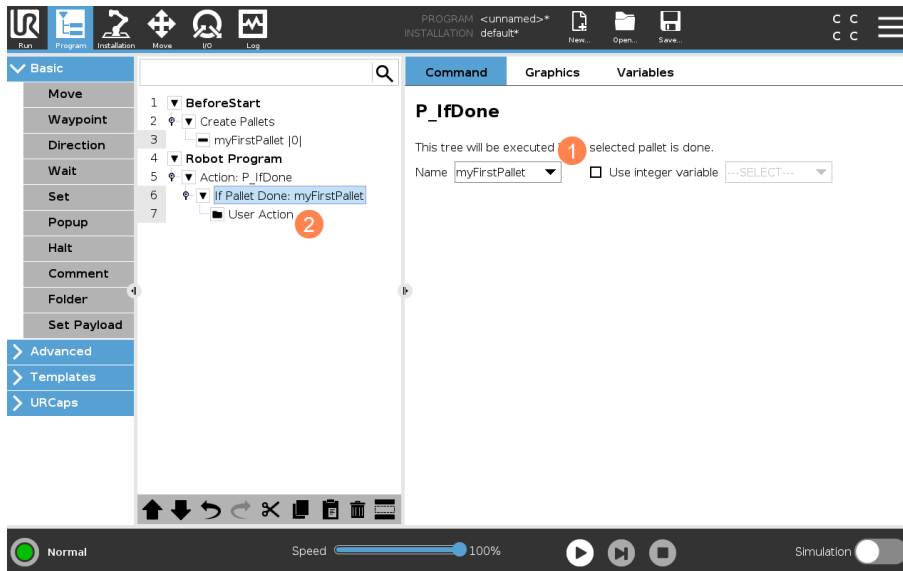 UR
Run
Program
Installation
Move
I/O
Log
PROGRAM <unnamed>*
INSTALLATION default*
New...
Open...
Save...
C C
C C
Basic
Move
Waypoint
Direction
Wait
Set
Popup
Halt
Comment
Folder
Set Payload
Advanced
Templates
URCaps
1 BeforeStart
2 Create Pallets
3 myFirstPallet |0|
4 Robot Program
5 Action: P_IfDone
6 If Pallet Done: myFirstPallet
7 User Action
2
Command Graphics Variables
P_IfDone
This tree will be executed selected pallet is done.
1
Name myFirstPallet Use integer variable ---SELECT---
Normal
Speed 100%
Simulation